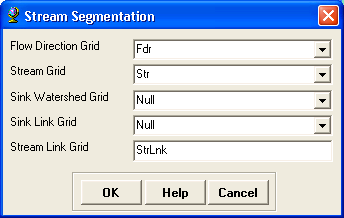 Stream Segmentation
Flow Direction Grid Fdr
Stream Grid Str
Sink Watershed Grid Null
Sink Link Grid Null
Stream Link Grid StrLnk
OK Help Cancel